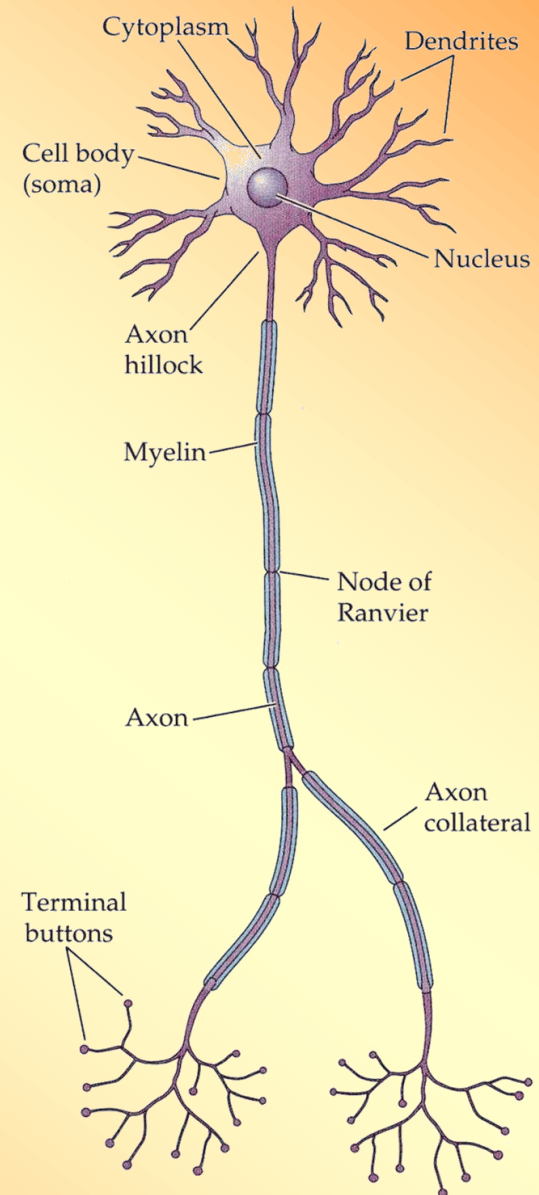 Cytoplasm
Dendrites
Cell body
(soma)
Nucleus
Axon
hillock
Myelin
Node of
Ranvier
Axon
Axon
collateral
Terminal
buttons